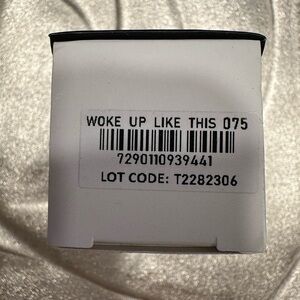 WOKE UP LIKE THIS 075
7290110939441
LOT CODE: T2282306